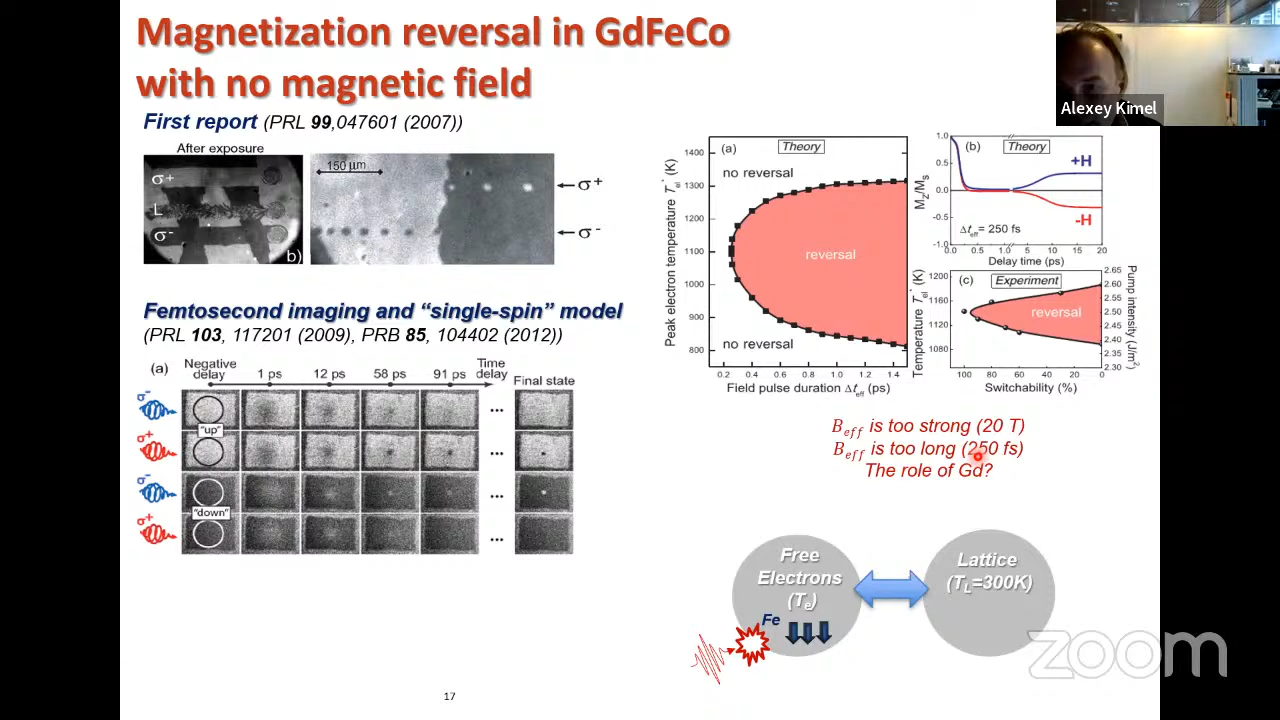 Magnetization reversal in GdFeCo
with no magnetic field
First report (PRL 99,047601 (2007))
After exposure
σ+
L
σ-
b)
150 μm
σ+
σ-
Femtosecond imaging and “single-spin” model
(PRL 103, 117201 (2009), PRB 85, 104402 (2012))
(a)
Negative delay
1 ps
12 ps
58 ps
91 ps
Time delay
Final state
σ-
"up"
σ+
σ-
"down"
σ+
...
...
...
...
(a)
Theory
no reversal
reversal
no reversal
Peak electron temperature T*el (K)
1400
1300
1200
1100
1000
900
800
0.2 0.4 0.6 0.8 1.0 1.2 1.4
Field pulse duration Δteff (ps)
(b)
Theory
+H
-H
Δteff= 250 fs
MZ/MS
1.0
0.5
0.0
-0.5
-1.0
0 1 5 10 15 20
Delay time (ps)
(c)
Experiment
reversal
Temperature T*el (K)
1200
1160
1120
1080
Pump intensity (J/m2)
2.65
2.60
2.55
2.50
2.45
2.40
2.35
2.30
100 80 60 40 20 0
Switchability (%)
Beff is too strong (20 T)
Beff is too long (250 fs)
The role of Gd?
Free
Electrons
(Te)
Fe
Lattice
(TL=300K)
17
Alexey Kimel
zoom